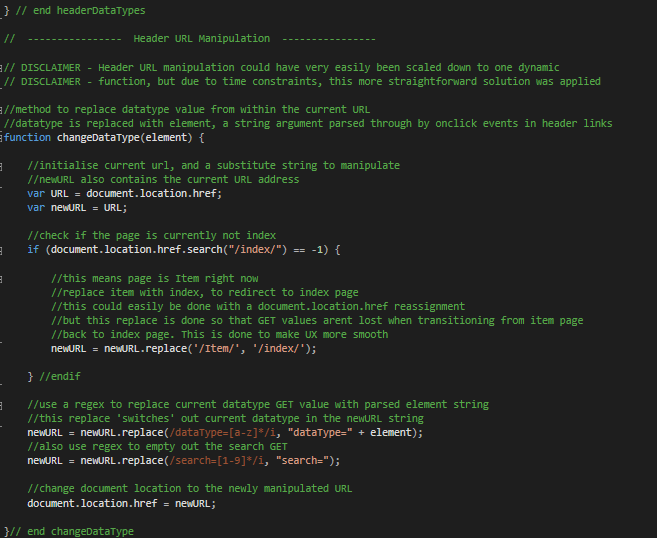 } // end headerDataTypes
//  ----------------  Header URL Manipulation  ----------------
// DISCLAIMER - Header URL manipulation could have very easily been scaled down to one dynamic
// DISCLAIMER - function, but due to time constraints, this more straightforward solution was applied
//method to replace datatype value from within the current URL
//datatype is replaced with element, a string argument parsed through by onclick events in header links
function changeDataType(element) {
//initialise current url, and a substitute string to manipulate
//newURL also contains the current URL address
var URL = document.location.href;
var newURL = URL;
//check if the page is currently not index
if (document.location.href.search("/index/") == -1) {
//this means page is Item right now
//replace item with index, to redirect to index page
//this could easily be done with a document.location.href reassignment
//but this replace is done so that GET values arent lost when transitioning from item page
//back to index page. This is done to make UX more smooth
newURL = newURL.replace('/Item/', '/index/');
} //endif
//use a regex to replace current datatype GET value with parsed element string
//this replace 'switches' out current datatype in the newURL string
newURL = newURL.replace(/dataType=[a-z]*/i, "dataType=" + element);
//also use regex to empty out the search GET
newURL = newURL.replace(/search=[1-9]*/i, "search=");
//change document location to the newly manipulated URL
document.location.href = newURL;
}// end changeDataType